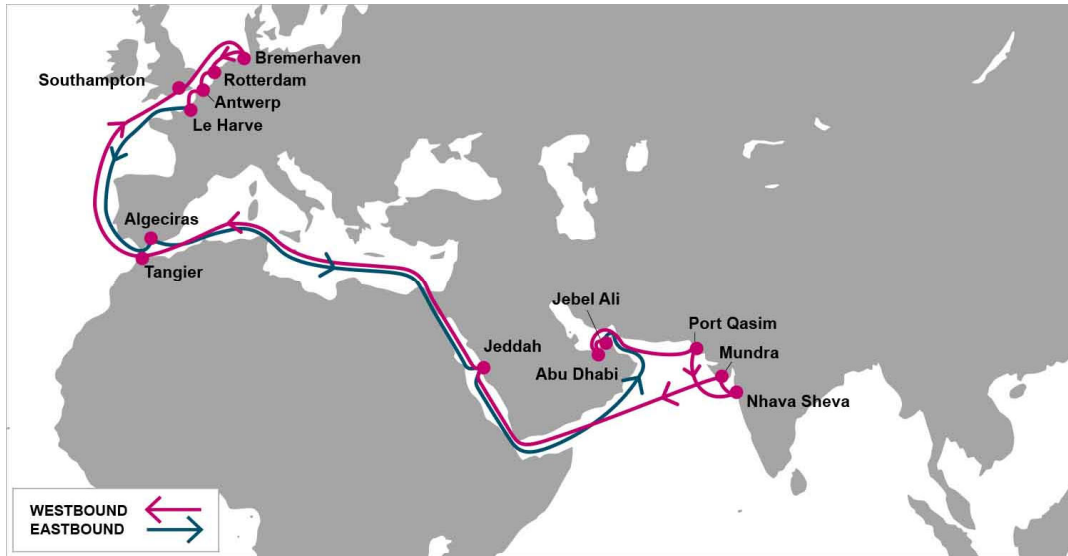 Bremerhaven
Southampton
Rotterdam
Antwerp
Le Harve
Algeciras
Tangier
Jebel Ali
Port Qasim
Jeddah
Mundra
Abu Dhabi
Nhava Sheva
WESTBOUND
EASTBOUND